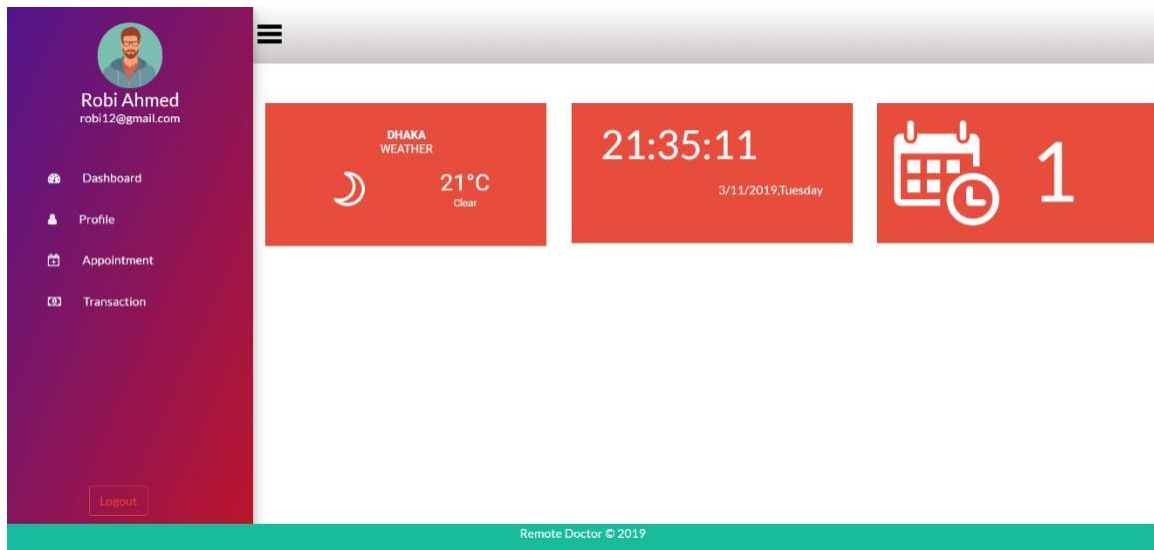 Robi Ahmed
robi12@gmail.com
Dashboard
Profile
Appointment
Transaction
Logout
DHAKA
WEATHER
21°C
Clear
21:35:11
3/11/2019,Tuesday
1
Remote Doctor © 2019